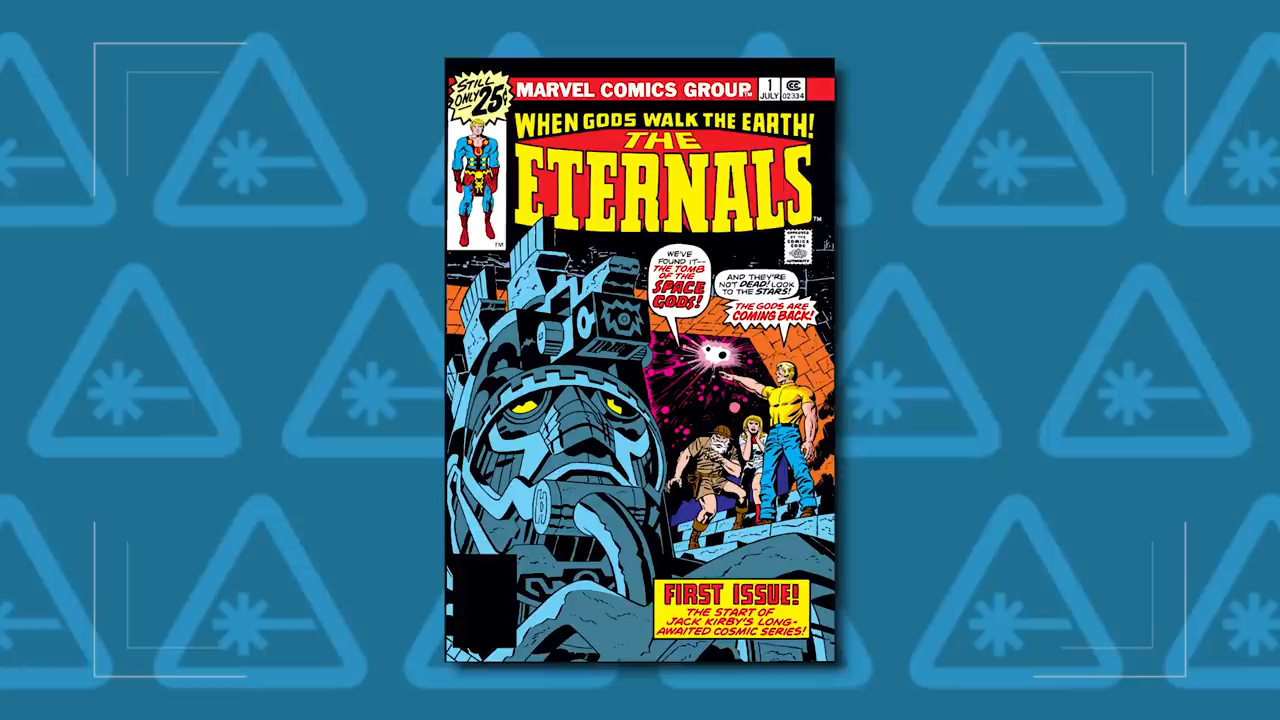 STILL
ONLY 25¢
MARVEL COMICS GROUP™
1
JULY
CC
02334
WHEN GODS WALK THE EARTH!
THE
ETERNALS
™
TM
APPROVED
BY THE
COMICS
CODE
AUTHORITY
WE'VE
FOUND IT--
THE TOMB
OF THE
SPACE
GODS!
AND THEY'RE
NOT DEAD! LOOK
TO THE STARS!
THE GODS ARE
COMING BACK!
FIRST ISSUE!
THE START OF
JACK KIRBY'S LONG-
AWAITED COSMIC SERIES!